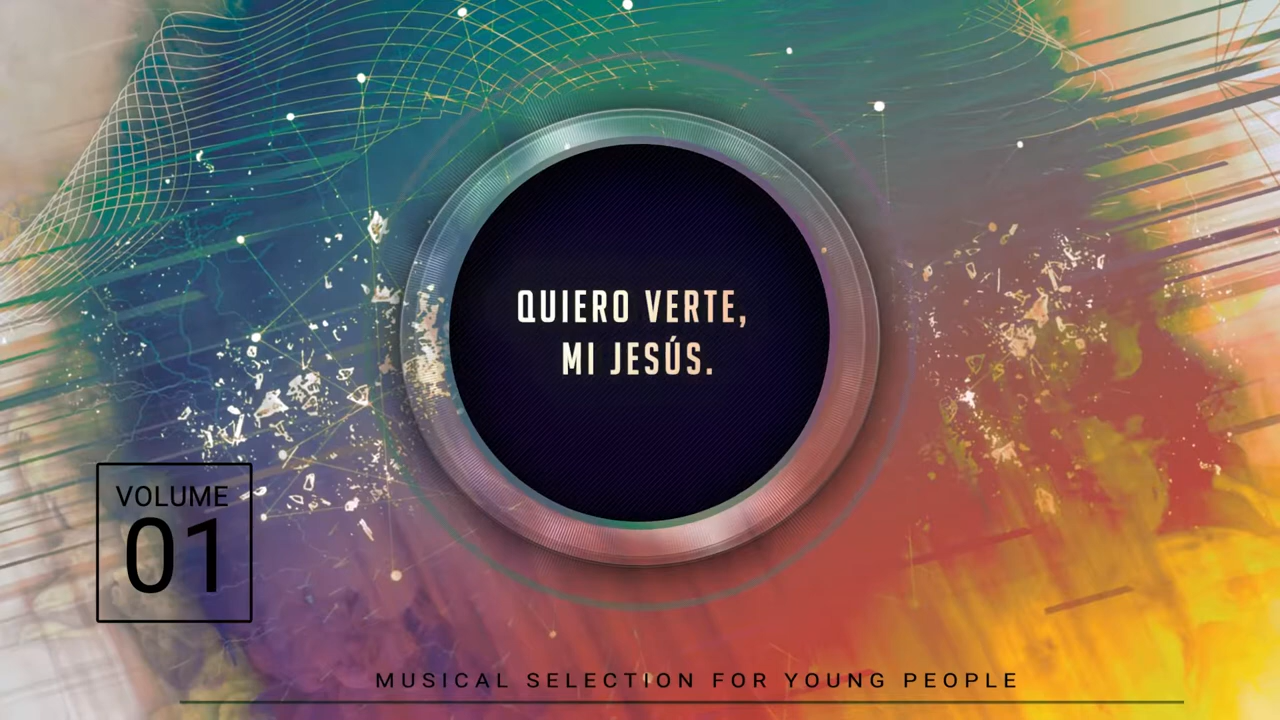 QUIERO VERTE,
MI JESÚS.
VOLUME
01
MUSICAL SELECTION FOR YOUNG PEOPLE